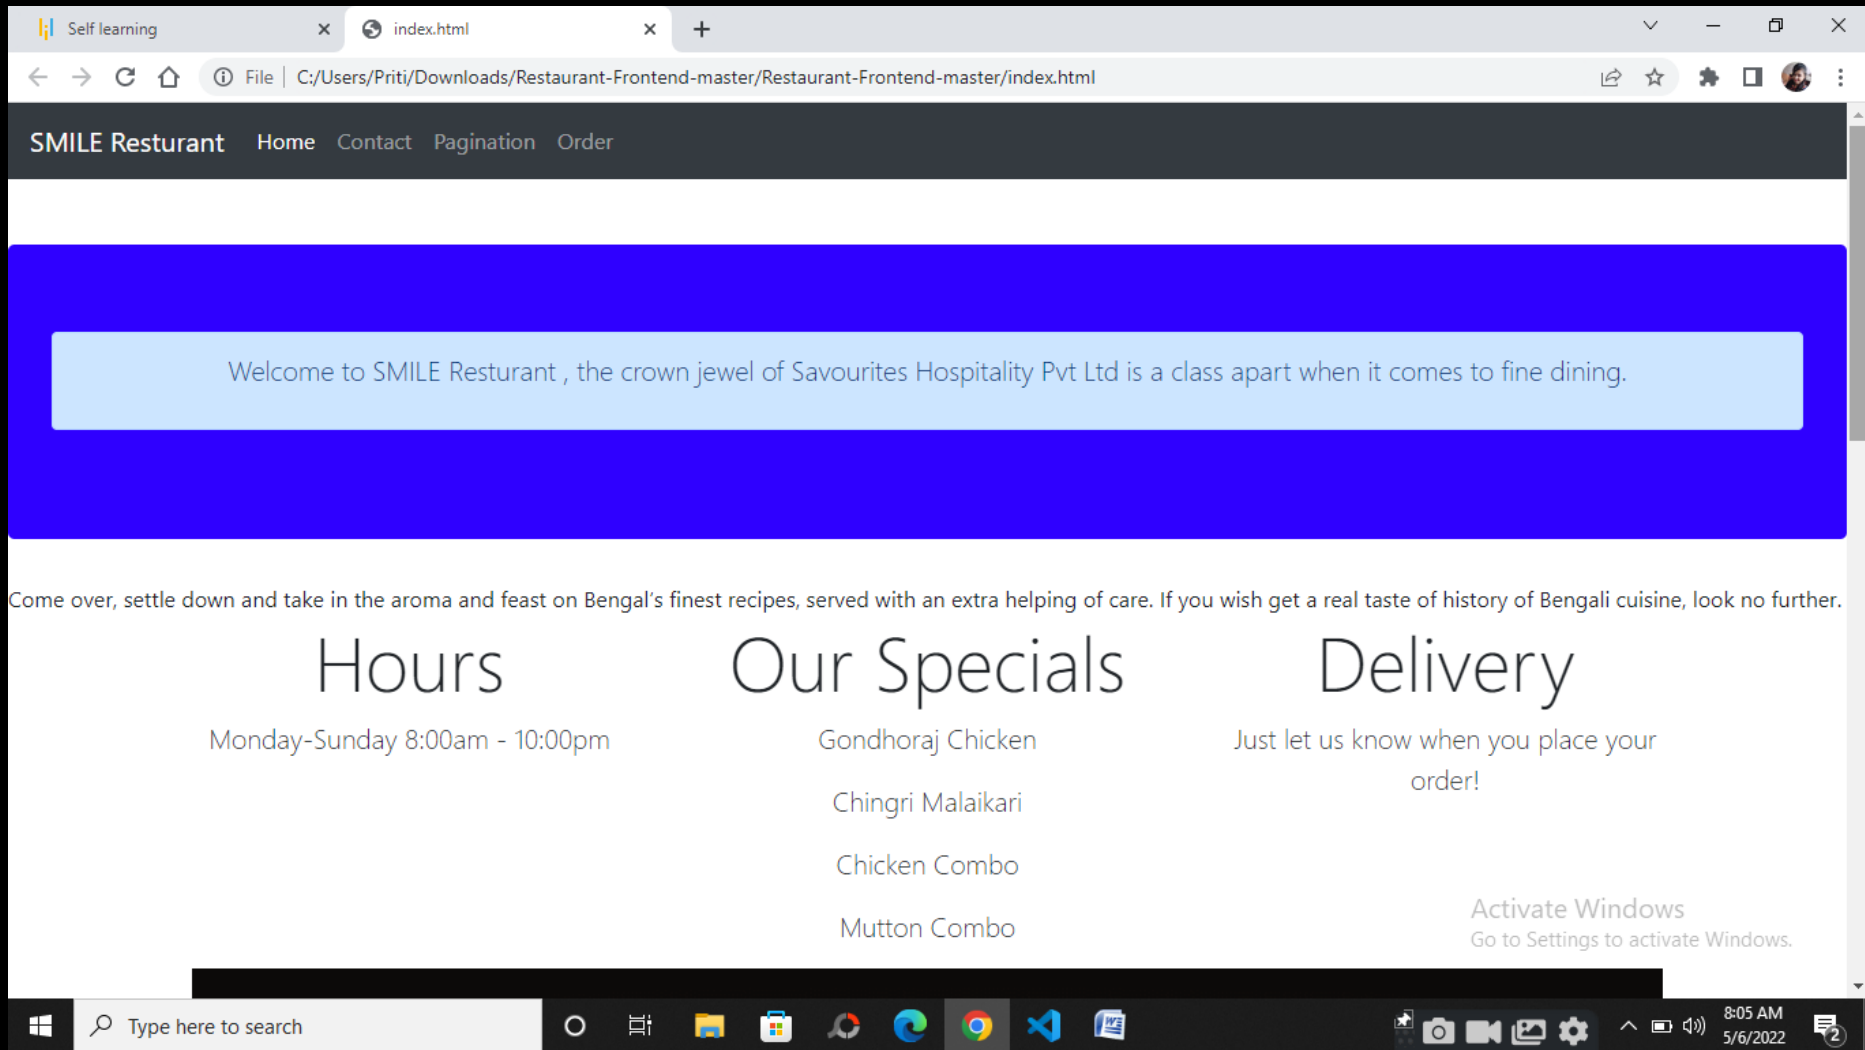 Self learning
index.html
File
C:/Users/Priti/Downloads/Restaurant-Frontend-master/Restaurant-Frontend-master/index.html
SMILE Resturant Home Contact Pagination Order
Welcome to SMILE Resturant , the crown jewel of Savourites Hospitality Pvt Ltd is a class apart when it comes to fine dining.
Come over, settle down and take in the aroma and feast on Bengal’s finest recipes, served with an extra helping of care. If you wish get a real taste of history of Bengali cuisine, look no further.
Hours
Monday-Sunday 8:00am - 10:00pm
Our Specials
Gondhoraj Chicken
Chingri Malaikari
Chicken Combo
Mutton Combo
Delivery
Just let us know when you place your
order!
Activate Windows
Go to Settings to activate Windows.
Type here to search
8:05 AM
5/6/2022
2